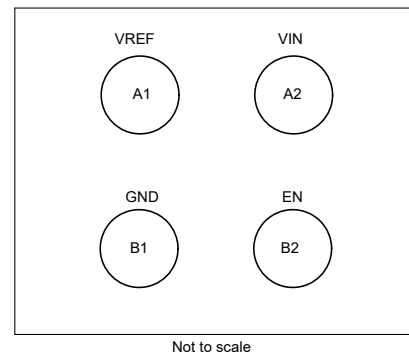 VREF VIN
A1 A2
GND EN
B1 B2
Not to scale